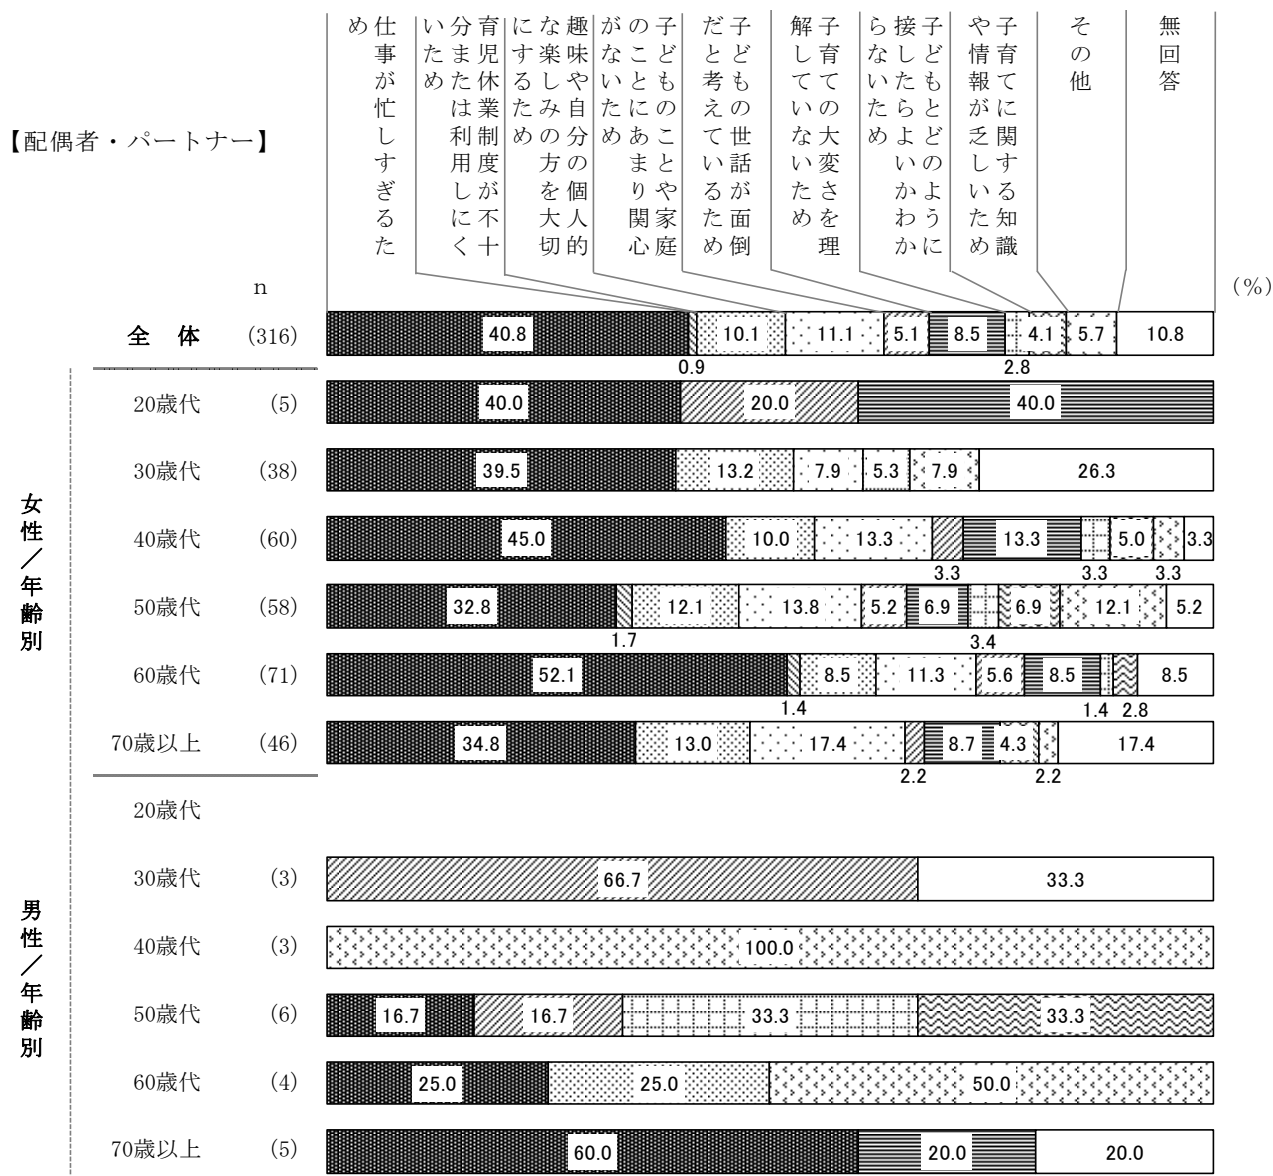 【配偶者・パートナー】
仕事が忙しすぎるた
め
育児休業制度が不十
分または利用しにく
いため
趣味や自分の個人的
な楽しみの方を大切
にするため
子どものことや家庭
のことにあまり関心
がないため
子どもの世話が面倒
だと考えているため
子育ての大変さを理
解していないため
子どもとどのように
接したらよいかわか
らないため
子育てに関する知識
や情報が乏しいため
その他
無回答
n
(%)
全 体 (316) 40.8 10.1 11.1 5.1 8.5 4.1 5.7 10.8
0.9 2.8
女性/年齢別
20歳代 (5) 40.0 20.0 40.0
30歳代 (38) 39.5 13.2 7.9 5.3 7.9 26.3
40歳代 (60) 45.0 10.0 13.3 13.3 5.0 3.3
3.3 3.3 3.3
50歳代 (58) 32.8 12.1 13.8 5.2 6.9 6.9 12.1 5.2
1.7 3.4
60歳代 (71) 52.1 8.5 11.3 5.6 8.5 8.5
1.4 1.4 2.8
70歳以上 (46) 34.8 13.0 17.4 8.7 4.3 17.4
2.2 2.2
男性/年齢別
20歳代
30歳代 (3) 66.7 33.3
40歳代 (3) 100.0
50歳代 (6) 16.7 16.7 33.3 33.3
60歳代 (4) 25.0 25.0 50.0
70歳以上 (5) 60.0 20.0 20.0